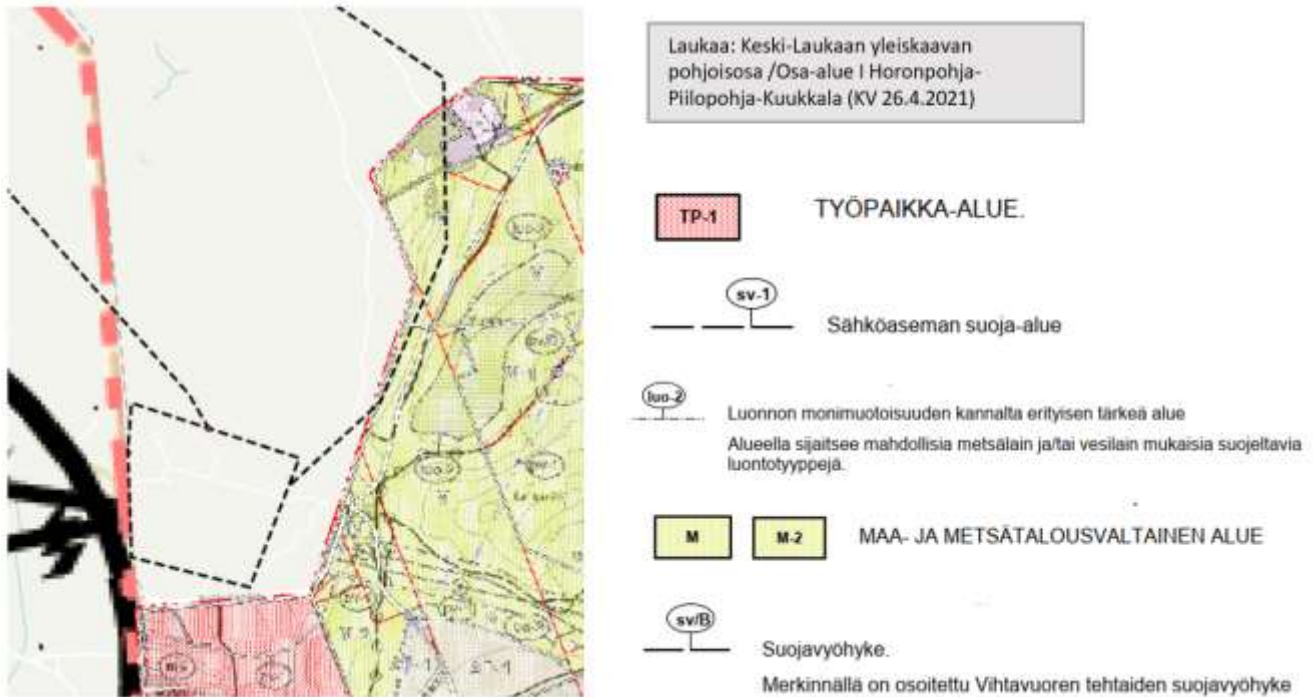 Laukaa: Keski-Laukaan yleiskaavan
pohjoisosa /Osa-alue I Horonpohja-
Piilopohja-Kuukkala (KV 26.4.2021)
TP-1
TYÖPAIKKA-ALUE.
sv-1
Sähköaseman suoja-alue
luo-2
Luonnon monimuotoisuuden kannalta erityisen tärkeä alue
Alueella sijaitsee mahdollisia metsälain ja/tai vesilain mukaisia suojeltavia
luontotyyppejä.
M
M-2
MAA- JA METSÄTALOUSVALTAINEN ALUE
sv/B
Suojavyöhyke.
Merkinnällä on osoitettu Vihtavuoren tehtaiden suojavyöhyke